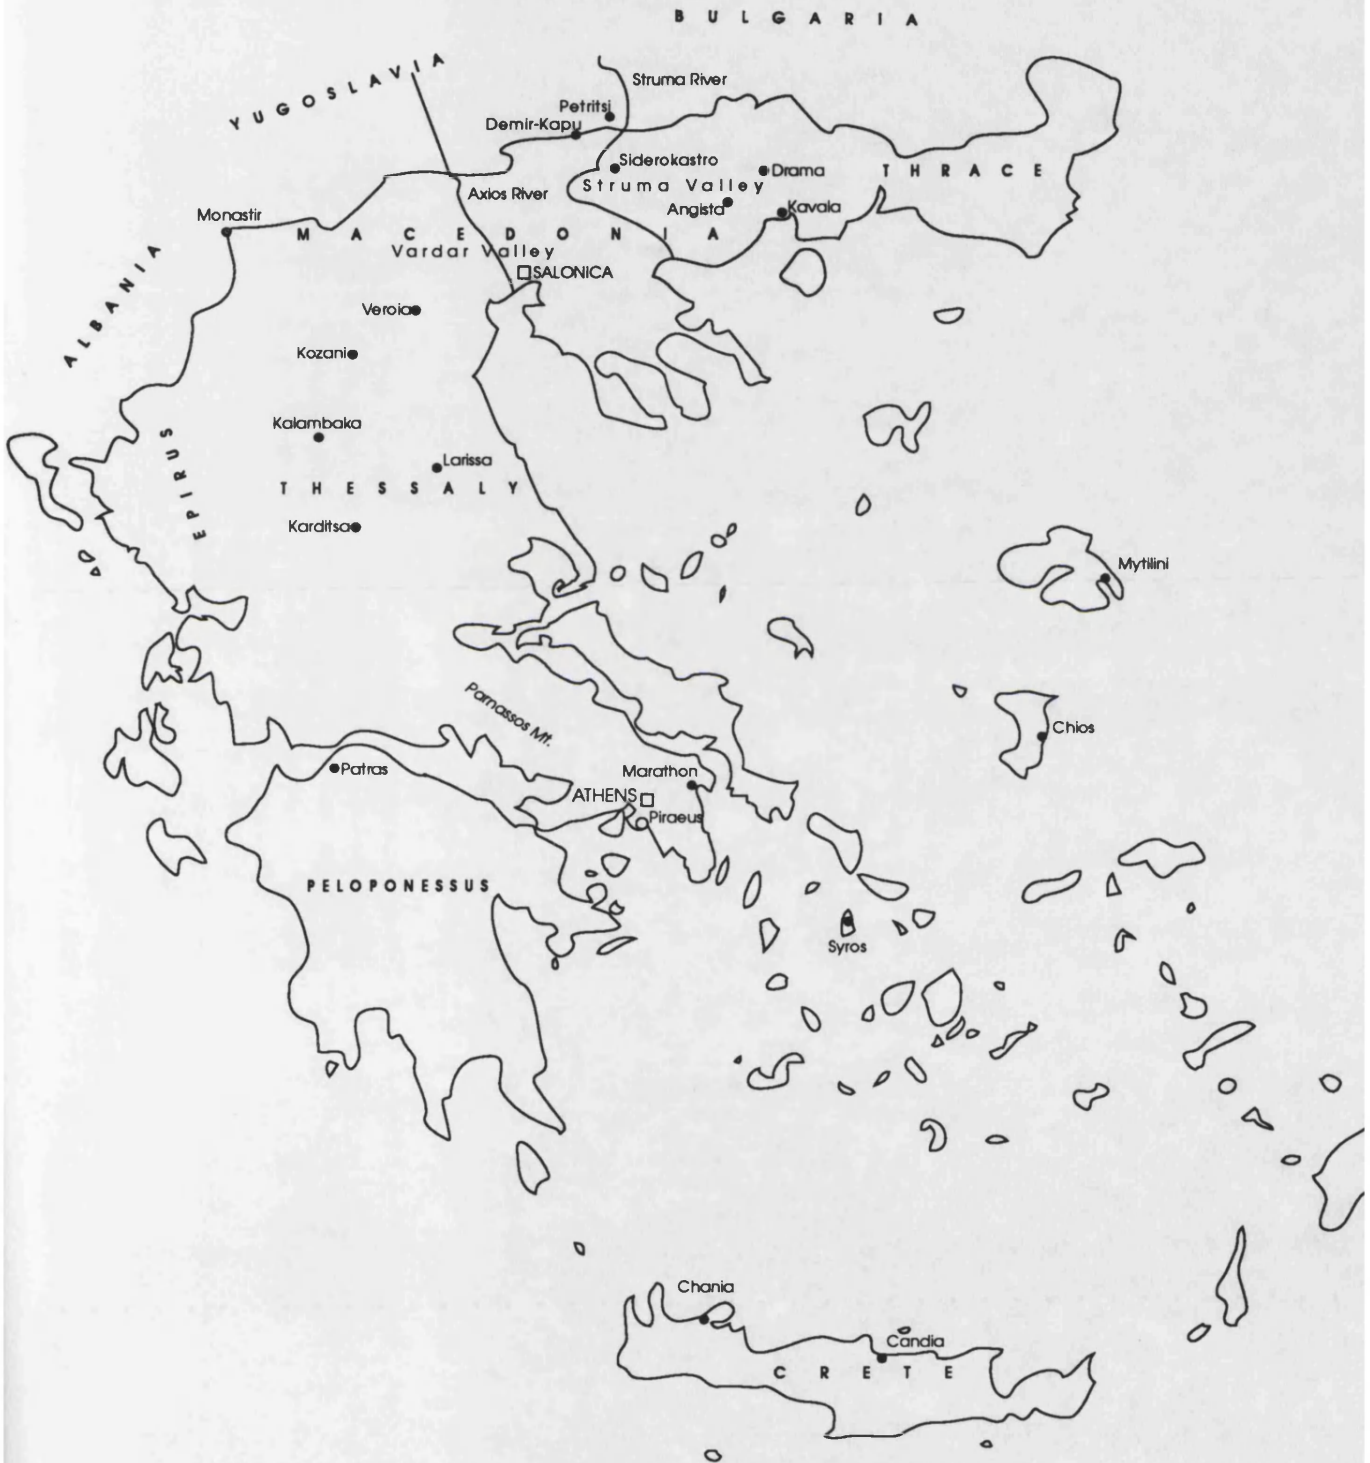 BULGARIA
YUGOSLAVIA
Struma River
Petritsi
Demir-Kapu
Siderokastro
Drama
THRACE
Struma Valley
Axios River
Angista
Kavala
Monastir
MACEDONIA
Vardar Valley
ALBANIA
SALONICA
Veroia
Kozani
Kalambaka
EPIRUS
Larissa
THESSALY
Karditsa
Mytilini
Parnassos Mt.
Chios
Patras
Marathon
ATHENS
Piraeus
PELOPONESSUS
Syros
Chania
Candia
CRETE